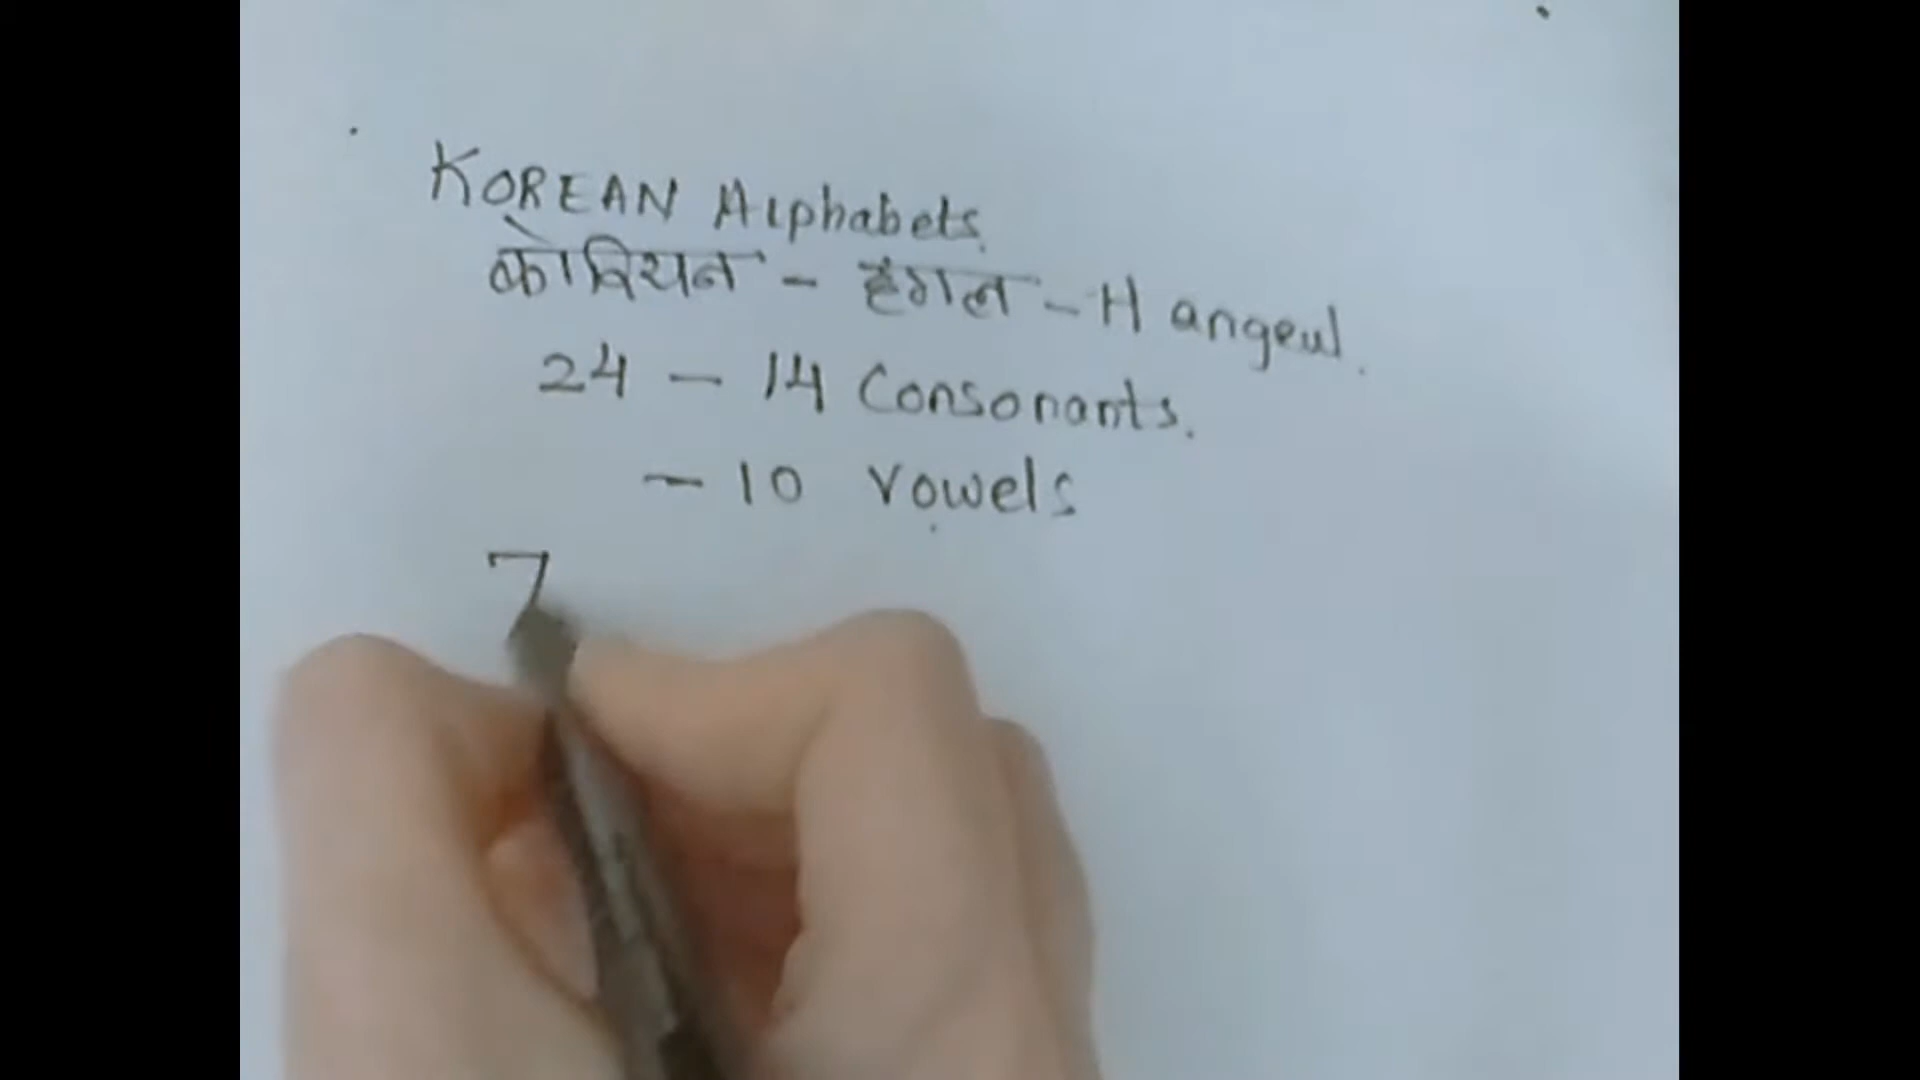 KOREAN Alphabets.
कोरियन - हंगल - Hangeul.
24 - 14 Consonants.
- 10 Vowels
ㄱ